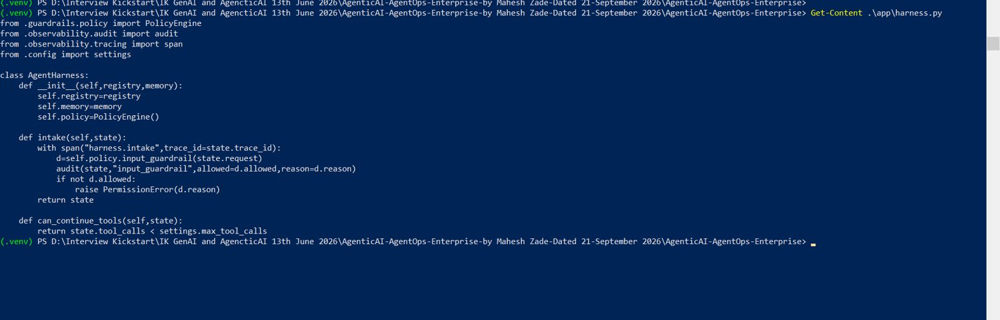 (.venv) PS D:\Interview Kickstart\IK GenAI and AgencticAI 13th June 2026\AgenticAI-AgentOps-Enterprise-by Mahesh Zade-Dated 21-September 2026\AgenticAI-AgentOps-Enterprise>
(.venv) PS D:\Interview Kickstart\IK GenAI and AgencticAI 13th June 2026\AgenticAI-AgentOps-Enterprise-by Mahesh Zade-Dated 21-September 2026\AgenticAI-AgentOps-Enterprise> Get-Content .\app\harness.py
from .guardrails.policy import PolicyEngine
from .observability.audit import audit
from .observability.tracing import span
from .config import settings

class AgentHarness:
    def __init__(self,registry,memory):
        self.registry=registry
        self.memory=memory
        self.policy=PolicyEngine()

    def intake(self,state):
        with span("harness.intake",trace_id=state.trace_id):
            d=self.policy.input_guardrail(state.request)
            audit(state,"input_guardrail",allowed=d.allowed,reason=d.reason)
            if not d.allowed:
                raise PermissionError(d.reason)
        return state

    def can_continue_tools(self,state):
        return state.tool_calls < settings.max_tool_calls
(.venv) PS D:\Interview Kickstart\IK GenAI and AgencticAI 13th June 2026\AgenticAI-AgentOps-Enterprise-by Mahesh Zade-Dated 21-September 2026\AgenticAI-AgentOps-Enterprise>